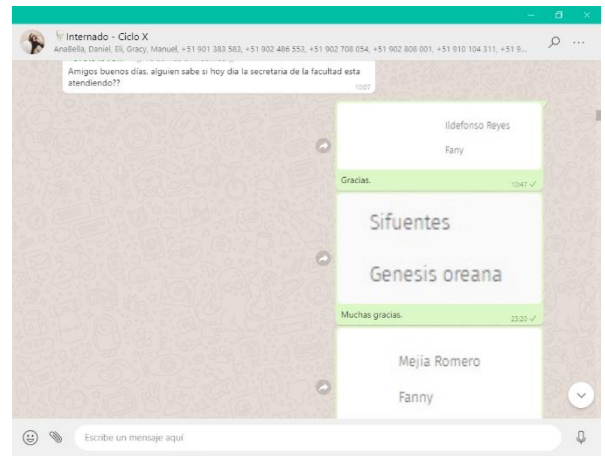 Internado - Ciclo X
AnaBella, Daniel, Eli, Gracy, Manuel, +51 901 383 583, +51 902 486 553, +51 902 708 054, +51 902 808 001, +51 910 104 311, +51 9...
Amigos buenos días. alguien sabe si hoy dia la secretaria de la facultad esta
atendiendo??
10:07
Ildefonso Reyes
Fany
Gracias.
10:47
Sifuentes
Genesis oreana
Muchas gracias.
23:20
Mejía Romero
Fanny
Escribe un mensaje aquí